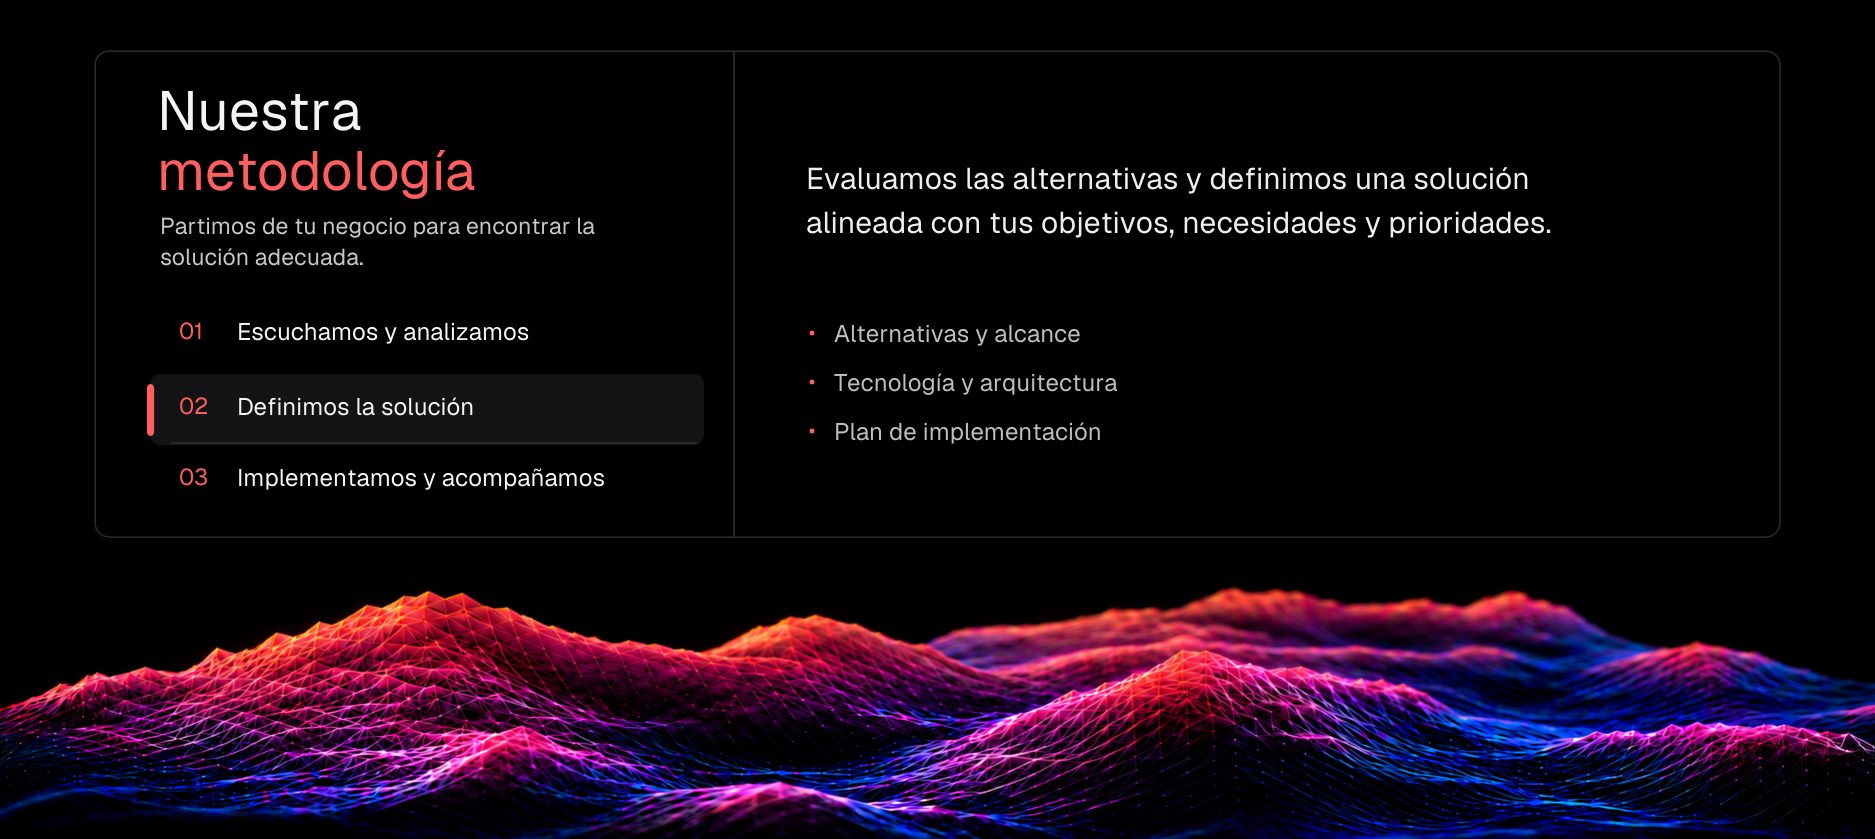 Nuestra
metodología
Partimos de tu negocio para encontrar la
solución adecuada.
01 Escuchamos y analizamos
02 Definimos la solución
03 Implementamos y acompañamos
Evaluamos las alternativas y definimos una solución
alineada con tus objetivos, necesidades y prioridades.
• Alternativas y alcance
• Tecnología y arquitectura
• Plan de implementación